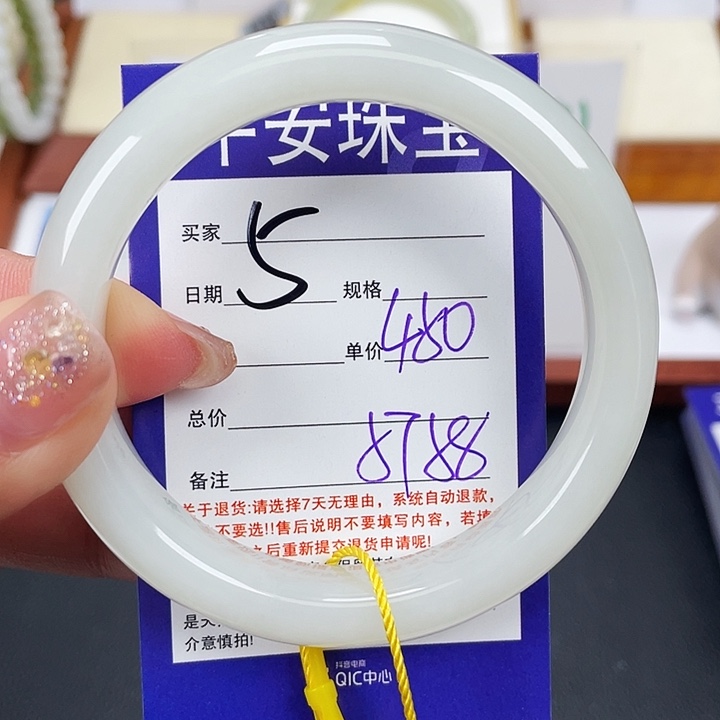 平安珠宝
买家
5
日期 规格
单价 480
总价
8788
备注
关于退货:请选择7天无理由，系统自动退款，
不要选!!售后说明不要填写内容，若填
之后重新提交退货申请呢!
介意慎拍!
抖音电商
QIC中心